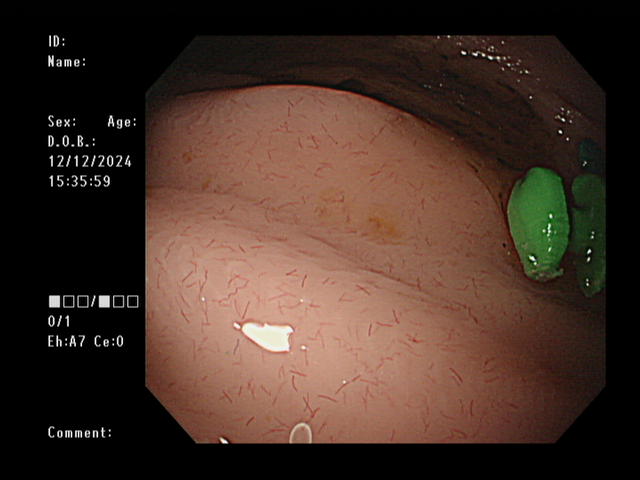 ID:
Name:
Sex: Age:
D.O.B.:
12/12/2024
15:35:59
■□□/■□□
0/1
Eh:A7 Ce:0
Comment: